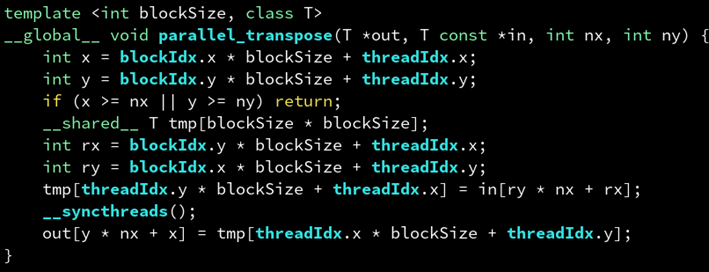 template <int blockSize, class T>
__global__ void parallel_transpose(T *out, T const *in, int nx, int ny) {
    int x = blockIdx.x * blockSize + threadIdx.x;
    int y = blockIdx.y * blockSize + threadIdx.y;
    if (x >= nx || y >= ny) return;
    __shared__ T tmp[blockSize * blockSize];
    int rx = blockIdx.y * blockSize + threadIdx.x;
    int ry = blockIdx.x * blockSize + threadIdx.y;
    tmp[threadIdx.y * blockSize + threadIdx.x] = in[ry * nx + rx];
    __syncthreads();
    out[y * nx + x] = tmp[threadIdx.x * blockSize + threadIdx.y];
}